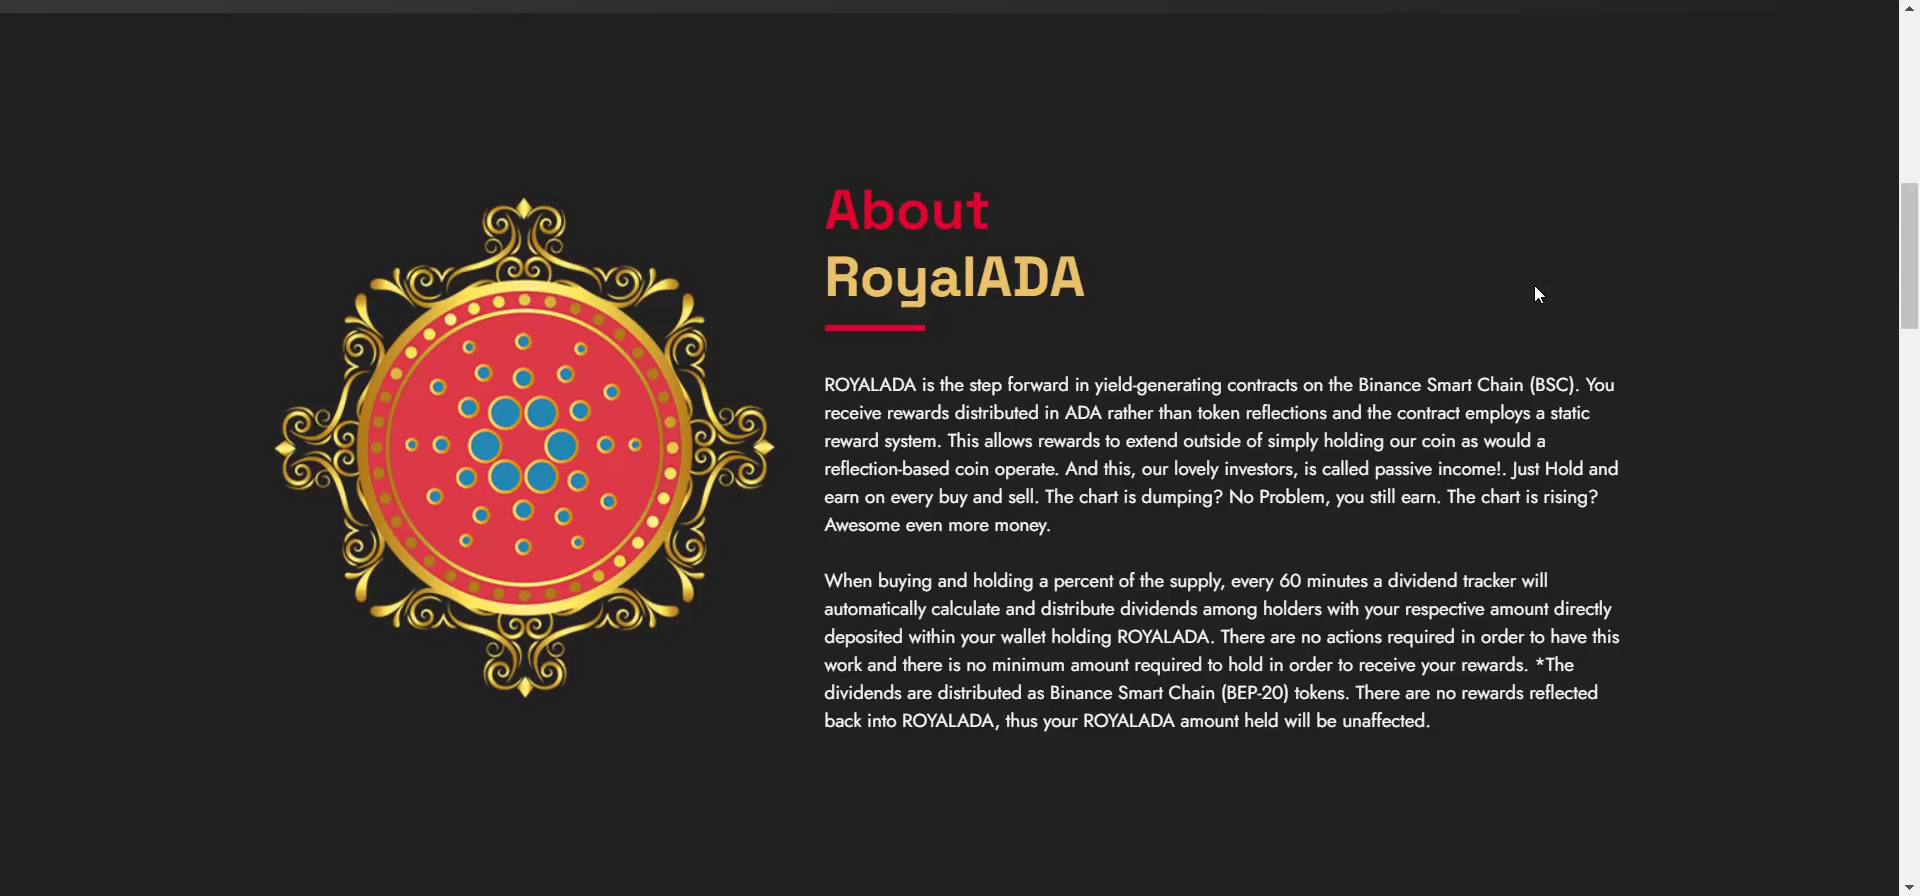 About
RoyalADA
ROYALADA is the step forward in yield-generating contracts on the Binance Smart Chain (BSC). You
receive rewards distributed in ADA rather than token reflections and the contract employs a static
reward system. This allows rewards to extend outside of simply holding our coin as would a
reflection-based coin operate. And this, our lovely investors, is called passive income!. Just Hold and
earn on every buy and sell. The chart is dumping? No Problem, you still earn. The chart is rising?
Awesome even more money.
When buying and holding a percent of the supply, every 60 minutes a dividend tracker will
automatically calculate and distribute dividends among holders with your respective amount directly
deposited within your wallet holding ROYALADA. There are no actions required in order to have this
work and there is no minimum amount required to hold in order to receive your rewards. *The
dividends are distributed as Binance Smart Chain (BEP-20) tokens. There are no rewards reflected
back into ROYALADA, thus your ROYALADA amount held will be unaffected.